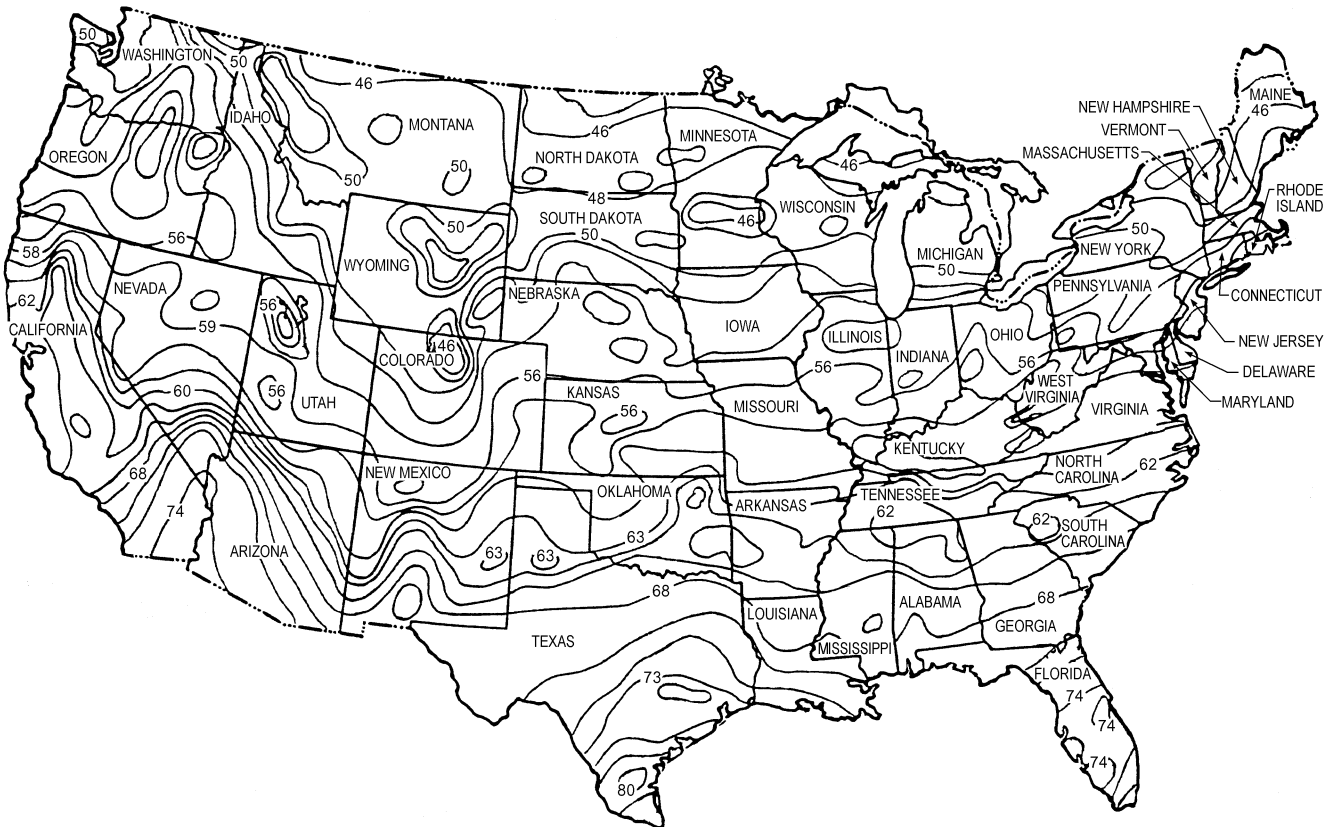 50
WASHINGTON
50
46
IDAHO
MONTANA
OREGON
50
50
56
58
62
NEVADA
CALIFORNIA
59
60
68
74
56
56
UTAH
WYOMING
50
46
COLORADO
56
NORTH DAKOTA
46
48
SOUTH DAKOTA
50
NEBRASKA
KANSAS
56
MINNESOTA
46
WISCONSIN
46
MICHIGAN
50
IOWA
ILLINOIS
56
INDIANA
OHIO
56
MISSOURI
KENTUCKY
WEST
VIRGINIA
VIRGINIA
NEW YORK
50
PENNSYLVANIA
MAINE
46
NEW HAMPSHIRE
VERMONT
MASSACHUSETTS
RHODE
ISLAND
CONNECTICUT
NEW JERSEY
DELAWARE
MARYLAND
ARIZONA
NEW MEXICO
63
63
OKLAHOMA
63
ARKANSAS
TENNESSEE
62
NORTH
CAROLINA
62
62
SOUTH
CAROLINA
TEXAS
68
73
80
LOUISIANA
MISSISSIPPI
ALABAMA
68
GEORGIA
FLORIDA
74
74
74